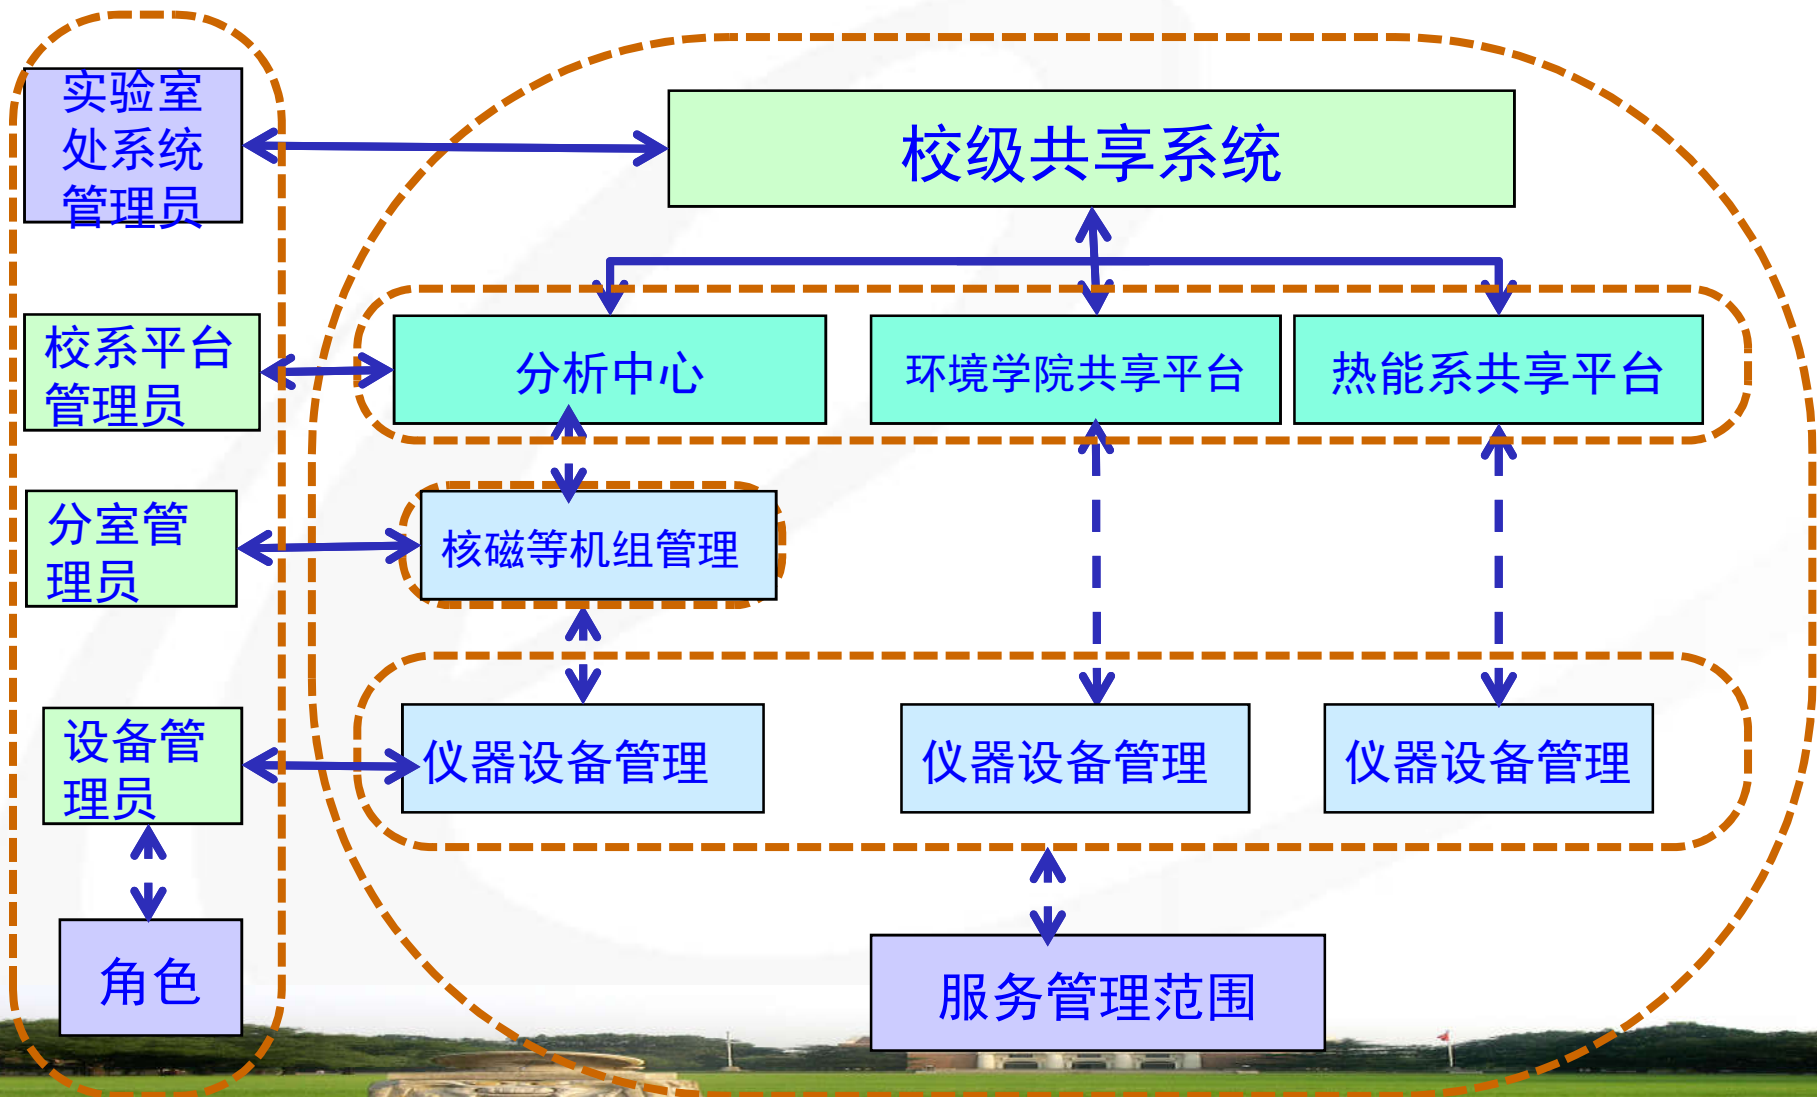 实验室
处系统
管理员
校级共享系统
校系平台
管理员
分析中心
环境学院共享平台
热能系共享平台
分室管
理员
核磁等机组管理
设备管
理员
仪器设备管理
仪器设备管理
仪器设备管理
角色
服务管理范围